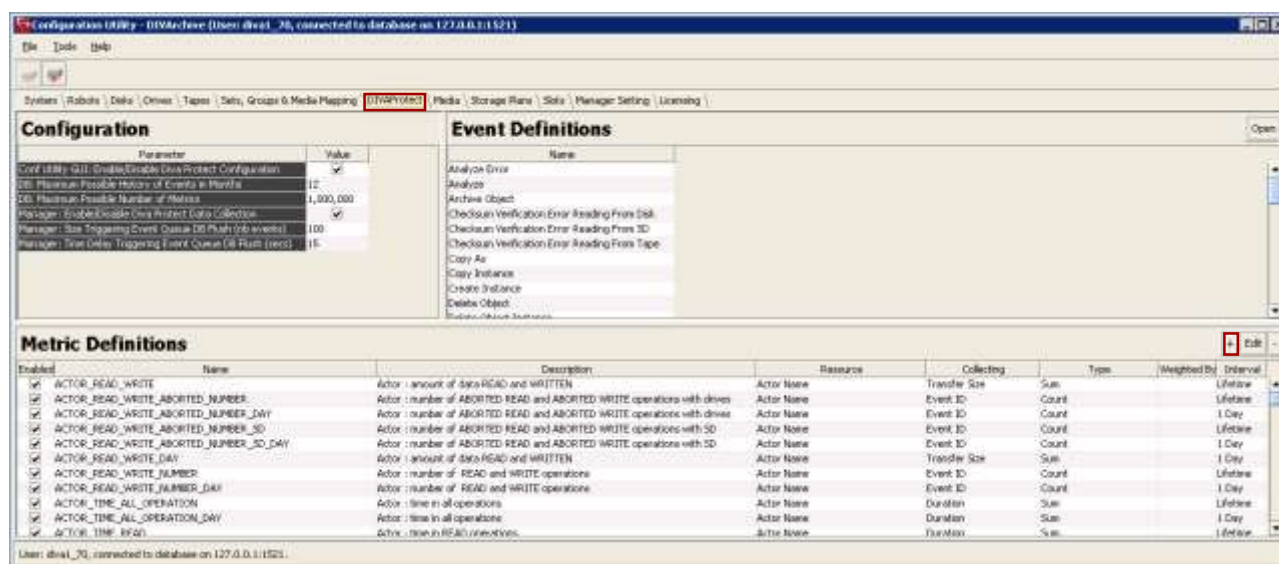 Configuration Utility - DIVArchive (User: diva1_70, connected to database on 127.0.0.1:1521)
File Tools Help
System Robots Disks Drives Tapes Sets, Groups & Media Mapping DIVAProtect Media Storage Plans Slots Manager Setting Licensing
Configuration
Parameter Value
Conf Utility GUI: Enable/Disable Diva Protect Configuration
DB: Maximum Possible History of Events in Months 12
DB: Maximum Possible Number of Metrics 1,000,000
Manager: Enable/Disable Diva Protect Data Collection
Manager: Size Triggering Event Queue DB Flush (nb events) 100
Manager: Time Delay Triggering Event Queue DB Flush (secs) 15
Event Definitions
Open
Name
Analyze Error
Analyze
Archive Object
Checksum Verification Error Reading From Disk
Checksum Verification Error Reading From SD
Checksum Verification Error Reading From Tape
Copy As
Copy Instance
Create Instance
Delete Object
Delete Object Instance
Metric Definitions
+ Edit -
Enabled Name Description Resource Collecting Type Weighted By Interval
ACTOR_READ_WRITE Actor : amount of data READ and WRITTEN Actor Name Transfer Size Sum Lifetime
ACTOR_READ_WRITE_ABORTED_NUMBER Actor : number of ABORTED READ and ABORTED WRITE operations with drives Actor Name Event ID Count Lifetime
ACTOR_READ_WRITE_ABORTED_NUMBER_DAY Actor : number of ABORTED READ and ABORTED WRITE operations with drives Actor Name Event ID Count 1 Day
ACTOR_READ_WRITE_ABORTED_NUMBER_SD Actor : number of ABORTED READ and ABORTED WRITE operations with SD Actor Name Event ID Count Lifetime
ACTOR_READ_WRITE_ABORTED_NUMBER_SD_DAY Actor : number of ABORTED READ and ABORTED WRITE operations with SD Actor Name Event ID Count 1 Day
ACTOR_READ_WRITE_DAY Actor : amount of data READ and WRITTEN Actor Name Transfer Size Sum 1 Day
ACTOR_READ_WRITE_NUMBER Actor : number of READ and WRITE operations Actor Name Event ID Count Lifetime
ACTOR_READ_WRITE_NUMBER_DAY Actor : number of READ and WRITE operations Actor Name Event ID Count 1 Day
ACTOR_TIME_ALL_OPERATION Actor : time in all operations Actor Name Duration Sum Lifetime
ACTOR_TIME_ALL_OPERATION_DAY Actor : time in all operations Actor Name Duration Sum 1 Day
ACTOR_TIME_READ Actor : time in READ operations Actor Name Duration Sum Lifetime
User: diva1_70, connected to database on 127.0.0.1:1521.